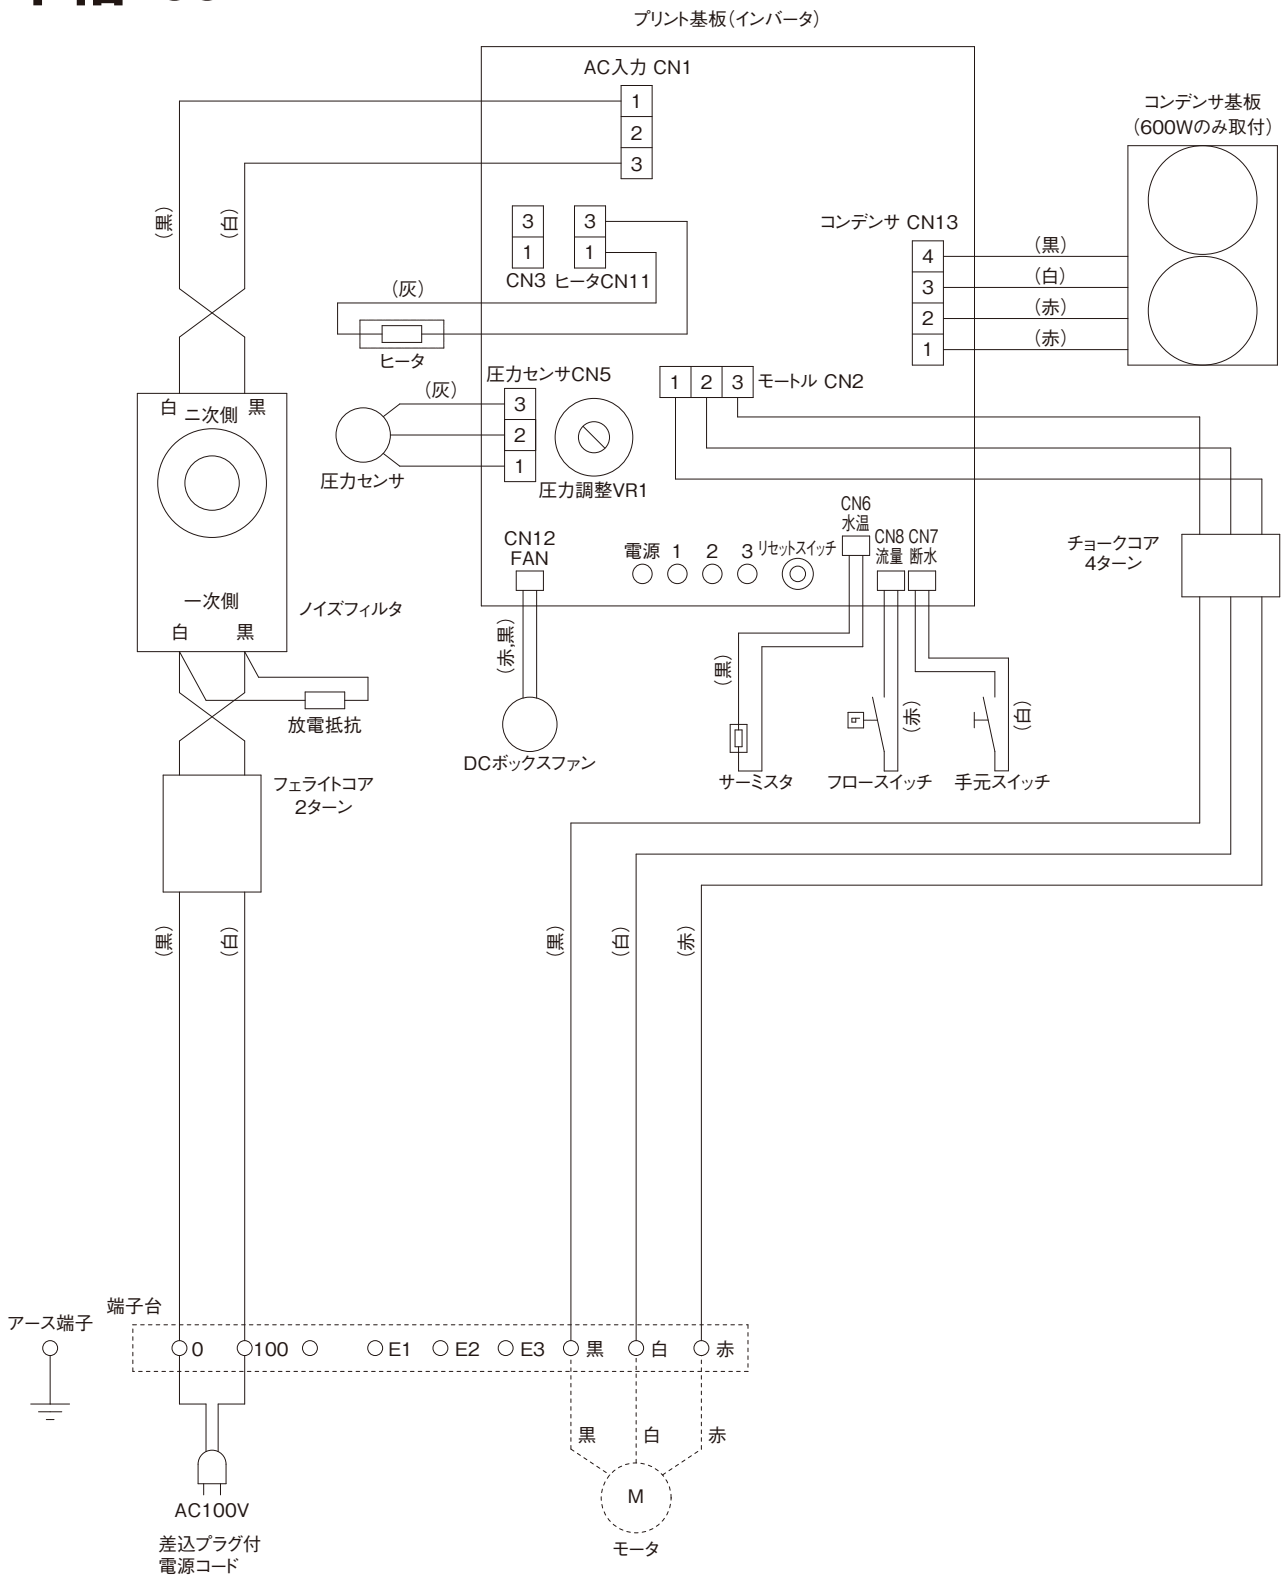 プリント基板(インバータ)
AC入力 CN1
1
2
3
コンデンサ基板
(600Wのみ取付)
(黒)
(白)
3
1
CN3
3
1
ヒータCN11
コンデンサ CN13
4
3
2
1
(黒)
(白)
(赤)
(赤)
(灰)
ヒータ
圧力センサCN5
3
2
1
(灰)
圧力センサ
圧力調整VR1
1 2 3 モートル CN2
白 二次側 黒
一次側
白 黒
ノイズフィルタ
CN12
FAN
電源 1 2 3 リセットスイッチ
CN6
水温
CN8
流量
CN7
断水
チョークコア
4ターン
(赤,黒)
DCボックスファン
(黒)
サーミスタ
q
(赤)
フロースイッチ
(白)
手元スイッチ
放電抵抗
フェライトコア
2ターン
(黒)
(白)
(黒)
(白)
(赤)
アース端子
端子台
0 100 E1 E2 E3 黒 白 赤
黒 白 赤
M
モータ
AC100V
差込プラグ付
電源コード